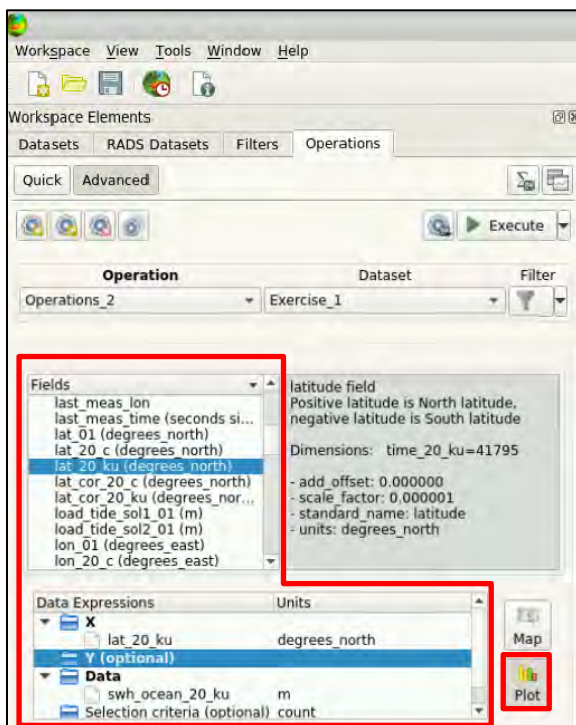 Workspace View Tools Window Help
Workspace Elements
Datasets RADS Datasets Filters Operations
Quick Advanced
Execute
Operation Dataset Filter
Operations_2 Exercise_1
Fields
last_meas_lon
last_meas_time (seconds si...
lat_01 (degrees_north)
lat_20_c (degrees_north)
lat_20_ku (degrees_north)
lat_cor_20_c (degrees_north)
lat_cor_20_ku (degrees_nor...
load_tide_sol1_01 (m)
load_tide_sol2_01 (m)
lon_01 (degrees_east)
lon_20_c (degrees_east)
latitude field
Positive latitude is North latitude,
negative latitude is South latitude
Dimensions: time_20_ku=41795
- add_offset: 0.000000
- scale_factor: 0,000001
- standard_name: latitude
- units: degrees_north
Data Expressions Units
X
lat_20_ku degrees_north
Y (optional)
Data
swh_ocean_20_ku m
Selection criteria (optional) count
Map
Plot